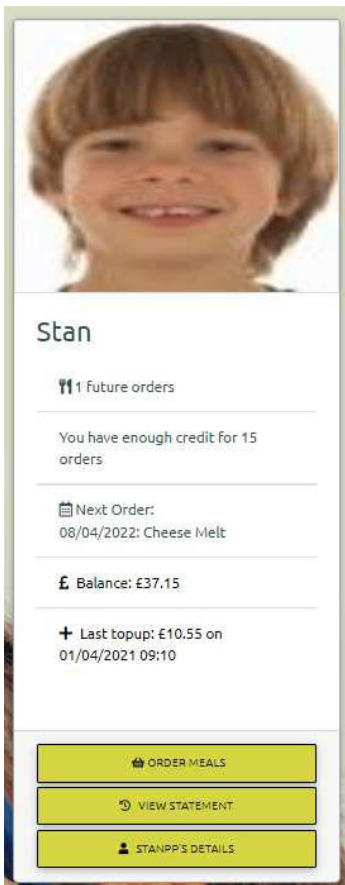 Stan
1 future orders
You have enough credit for 15
orders
Next Order:
08/04/2022: Cheese Melt
£ Balance: £37.15
+ Last topup: £10.55 on
01/04/2021 09:10
ORDER MEALS
VIEW STATEMENT
STANPP'S DETAILS